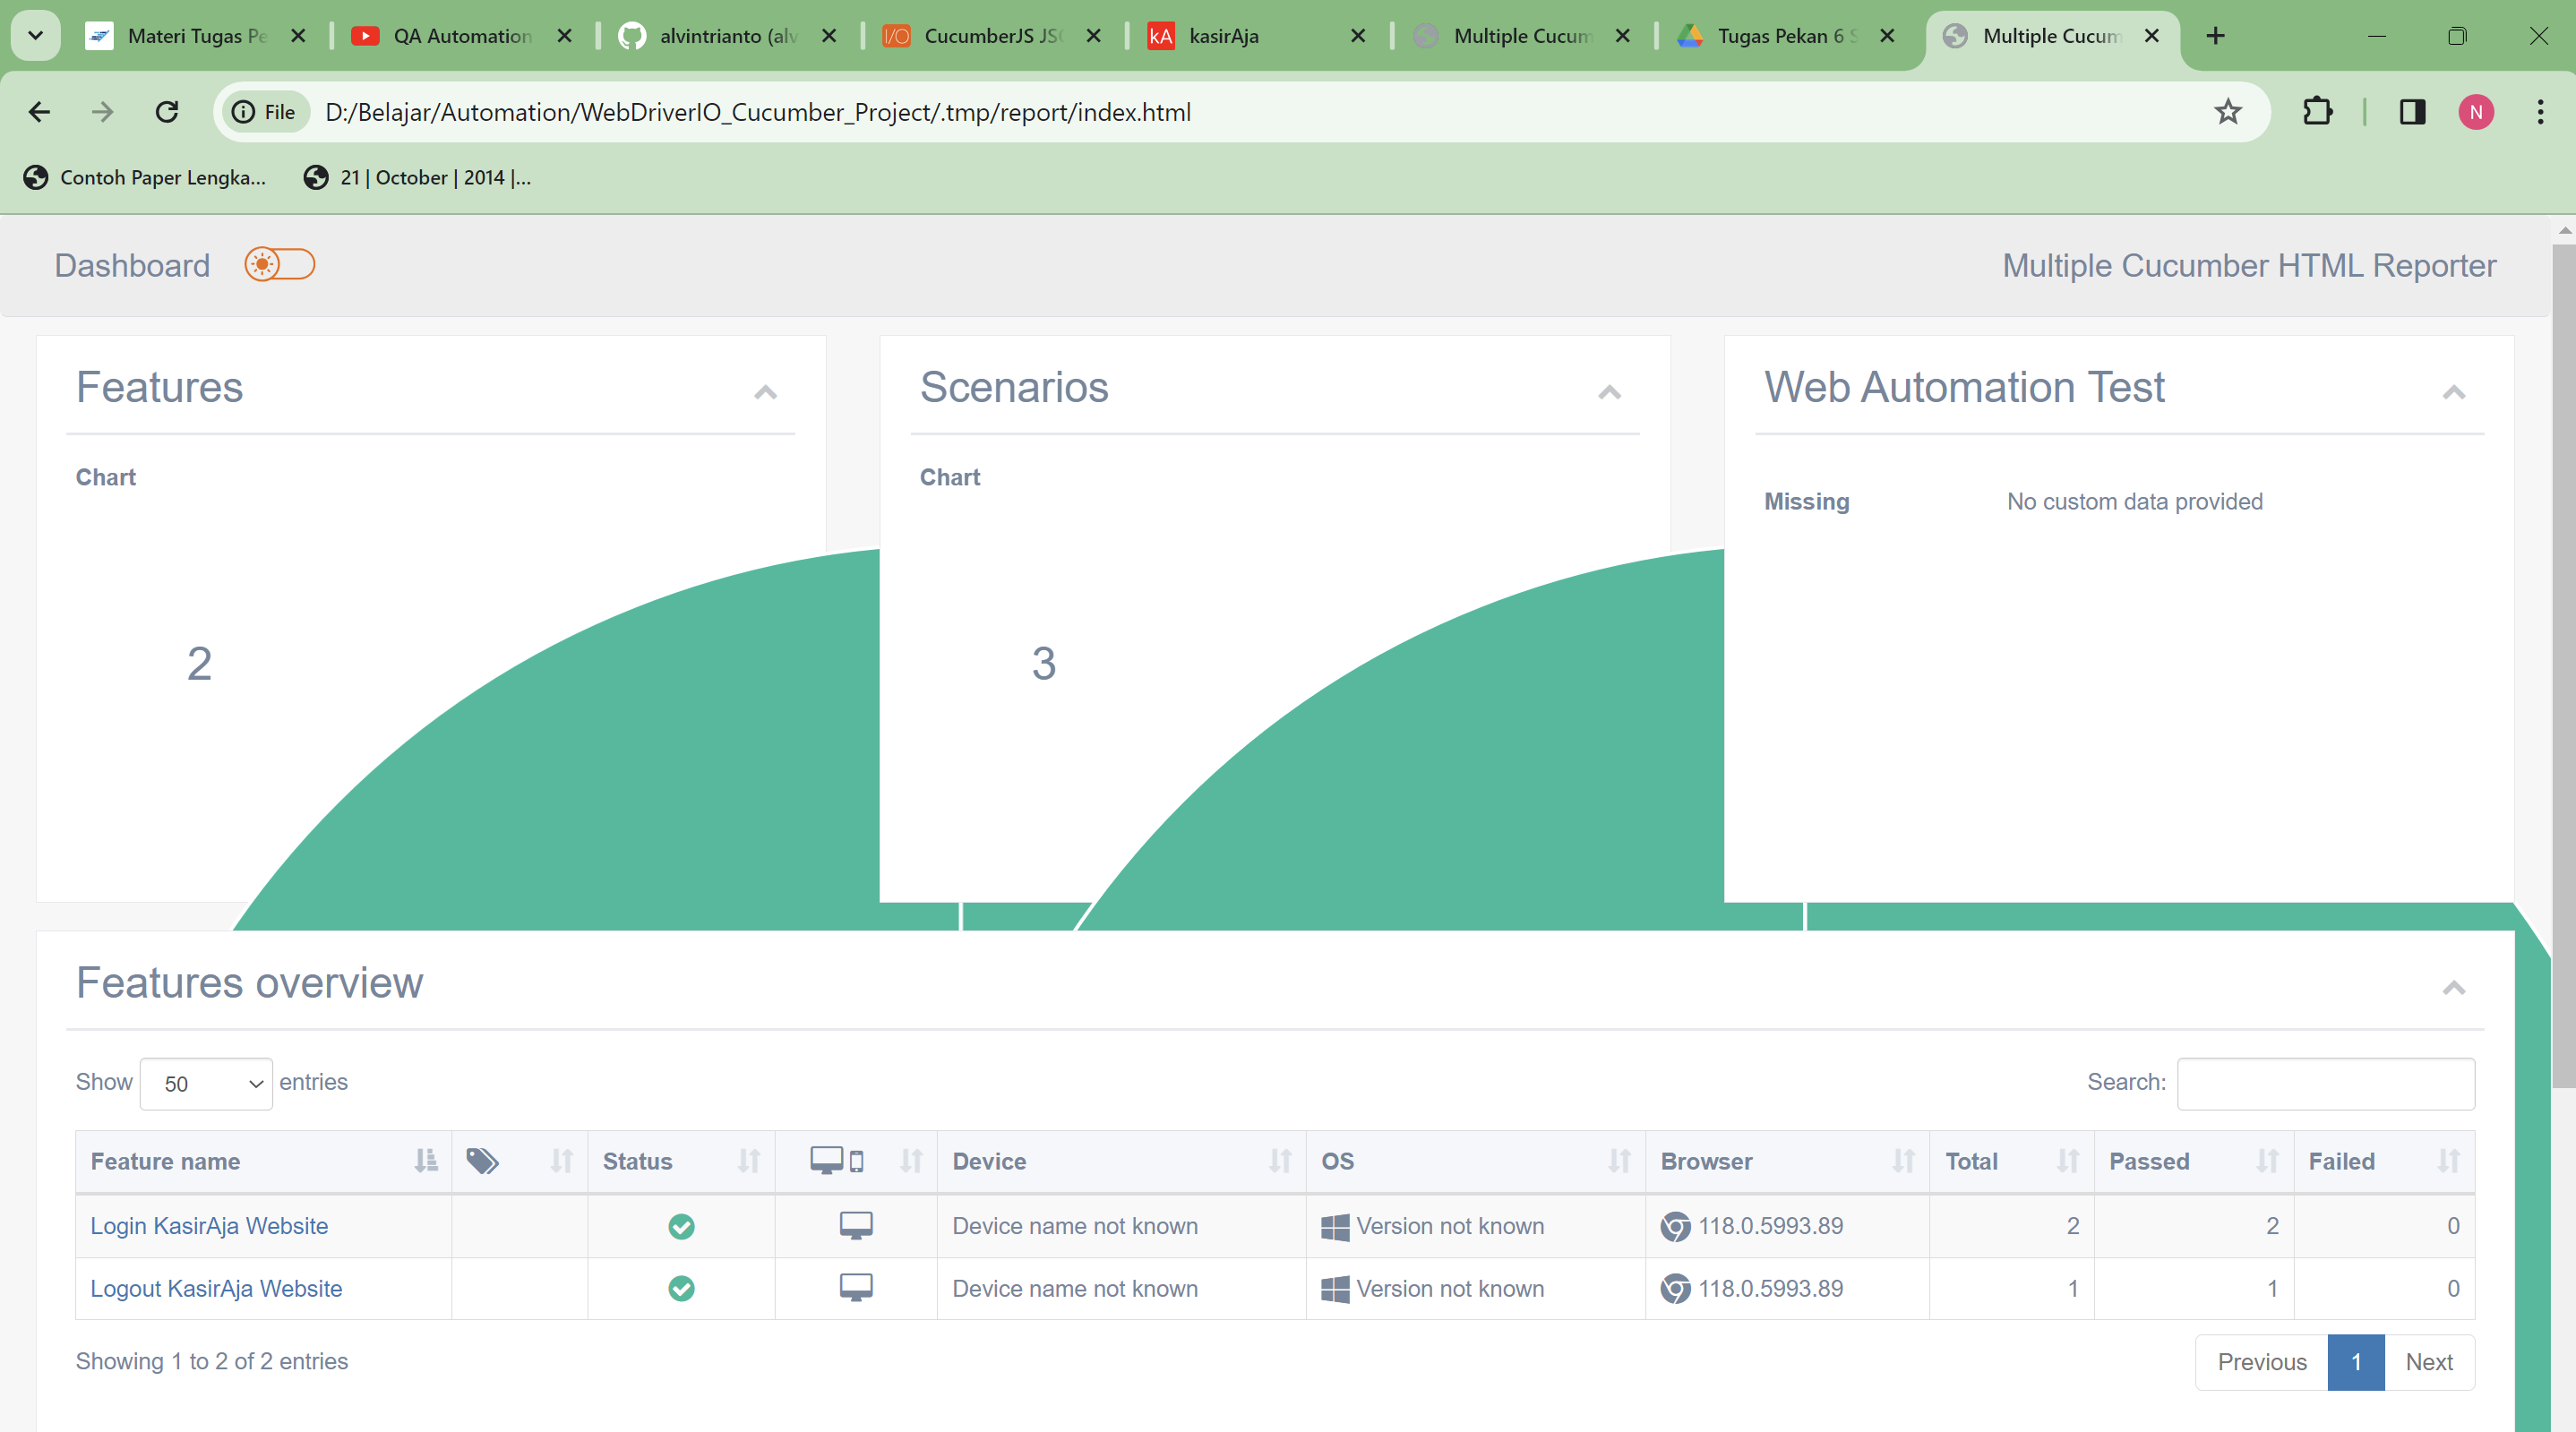 Materi Tugas Pe
QA Automation
alvintrianto (alv
CucumberJS JS
kA kasirAja
Multiple Cucum
Tugas Pekan 6 S
Multiple Cucum
File D:/Belajar/Automation/WebDriverIO_Cucumber_Project/.tmp/report/index.html
N
Contoh Paper Lengka... 21 | October | 2014 |...
Dashboard Multiple Cucumber HTML Reporter
Features Scenarios Web Automation Test
Chart Chart
Missing No custom data provided
2 3
Features overview
Show 50 entries Search:
Feature name Status Device OS Browser Total Passed Failed
Login KasirAja Website Device name not known Version not known 118.0.5993.89 2 2 0
Logout KasirAja Website Device name not known Version not known 118.0.5993.89 1 1 0
Showing 1 to 2 of 2 entries Previous 1 Next